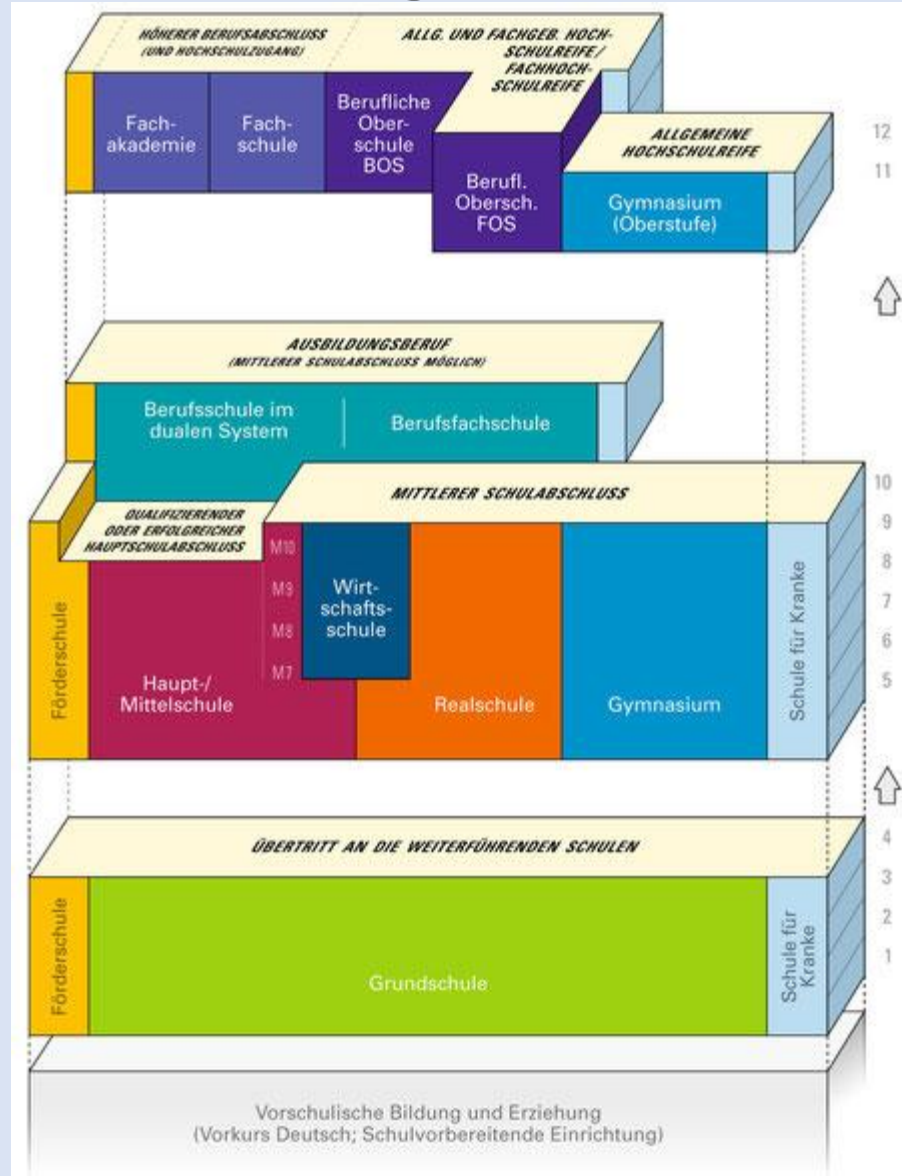 HÖHERER BERUFSABSCHLUSS
(UND HOCHSCHULZUGANG)
ALLG. UND FACHGEB. HOCH-
SCHULREIFE/
FACHHOCH-
SCHULREIFE
Fach-
akademie
Fach-
schule
Berufliche
Ober-
schule
BOS
Berufl.
Obersch.
FOS
ALLGEMEINE
HOCHSCHULREIFE
Gymnasium
(Oberstufe)
12
11
AUSBILDUNGSBERUF
(MITTLERER SCHULABSCHLUSS MÖGLICH)
Berufsschule im
dualen System
Berufsfachschule
MITTLERER SCHULABSCHLUSS
QUALIFIZIERENDER
ODER ERFOLGREICHER
HAUPTSCHULABSCHLUSS
M10
M9
M8
M7
Wirt-
schafts-
schule
Förderschule
Haupt-/
Mittelschule
Realschule
Gymnasium
Schule für Kranke
10
9
8
7
6
5
ÜBERTRITT AN DIE WEITERFÜHRENDEN SCHULEN
Förderschule
Grundschule
Schule für
Kranke
4
3
2
1
Vorschulische Bildung und Erziehung
(Vorkurs Deutsch; Schulvorbereitende Einrichtung)